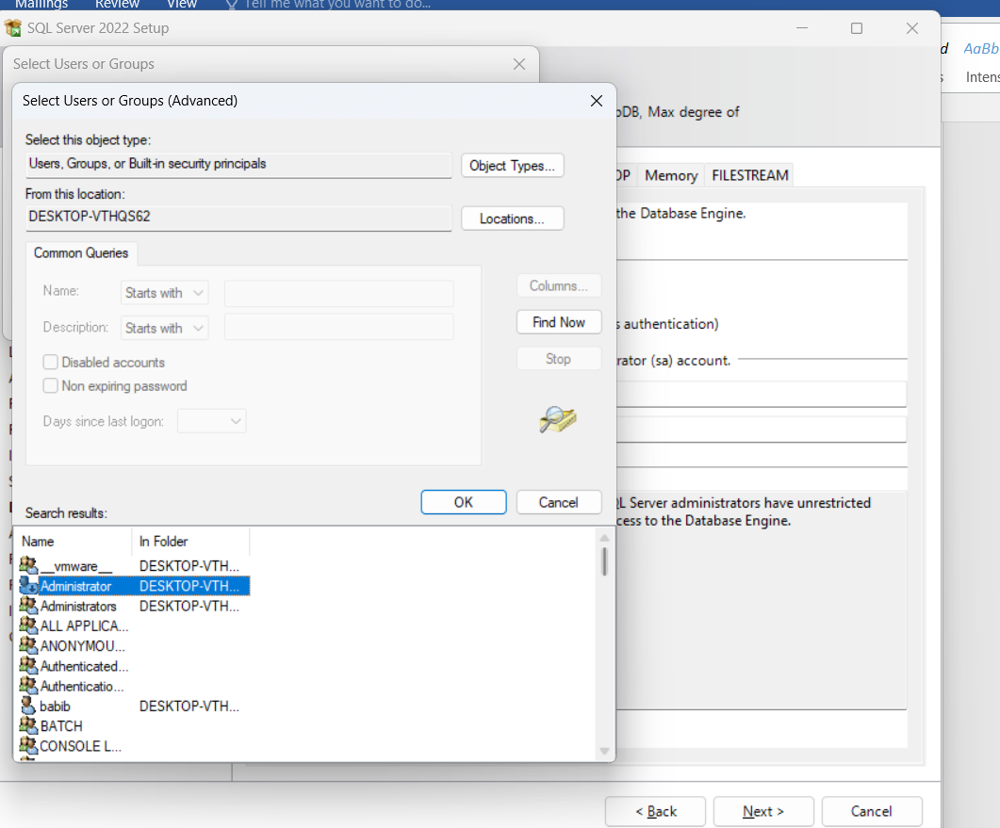 Mailings Review View Tell me what you want to do...
SQL Server 2022 Setup
AaBb
Select Users or Groups
Intens
Select Users or Groups (Advanced)
DB, Max degree of
Select this object type:
Users, Groups, or Built-in security principals
Object Types...
Memory FILESTREAM
From this location:
DESKTOP-VTHQS62
Locations...
the Database Engine.
Common Queries
Name: Starts with
Columns...
Description: Starts with
Find Now
s authentication)
Disabled accounts
Stop
rator (sa) account.
Non expiring password
Days since last logon:
OK Cancel
QL Server administrators have unrestricted
Search results:
cess to the Database Engine.
Name In Folder
__vmware__ DESKTOP-VTH...
Administrator DESKTOP-VTH...
Administrators DESKTOP-VTH...
ALL APPLICA...
ANONYMOU...
Authenticated...
Authenticatio...
babib DESKTOP-VTH...
BATCH
CONSOLE L...
< Back Next > Cancel